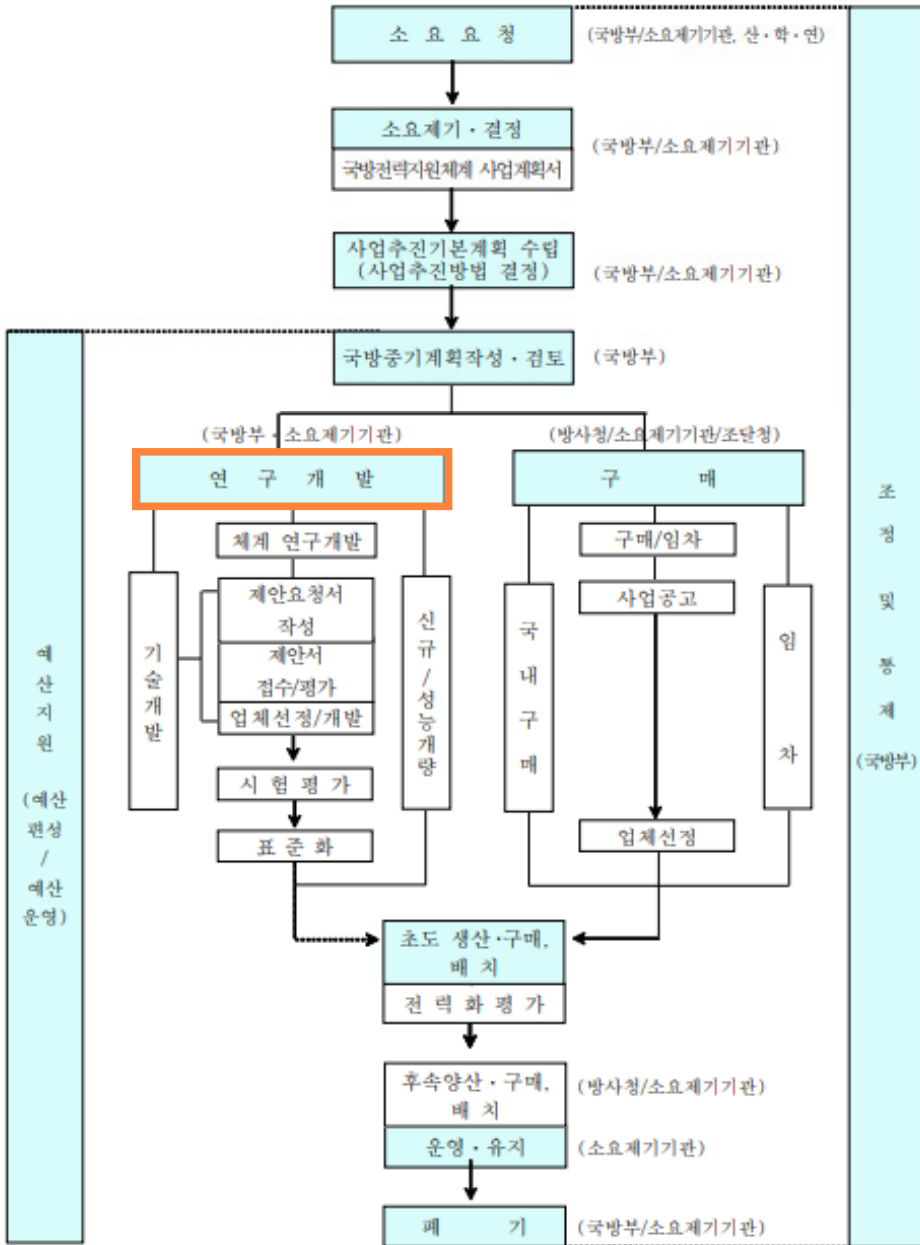 소 요 요 청
(국방부/소요제기기관, 산·학·연)
소요제기·결정
국방전력지원체계 사업계획서
(국방부/소요제기기관)
사업추진기본계획 수립
(사업추진방법 결정)
(국방부/소요제기기관)
국방중기계획작성·검토
(국방부)
(국방부·소요제기기관)
연 구 개 발
체계 연구개발
기술개발
제안요청서
작성
제안서
접수/평가
업체선정/개발
신규/성능개량
시 험 평 가
표 준 화
(방사청/소요제기기관/조달청)
구 매
구매/임차
사업공고
국내구매
임 차
업체선정
초도 생산·구매,
배 치
전 력 화 평 가
후속양산·구매,
배 치
(방사청/소요제기기관)
운영·유지
(소요제기기관)
폐 기
(국방부/소요제기기관)
예산지원
(예산
편성
/
예산
운영)
조정 및 통제
(국방부)